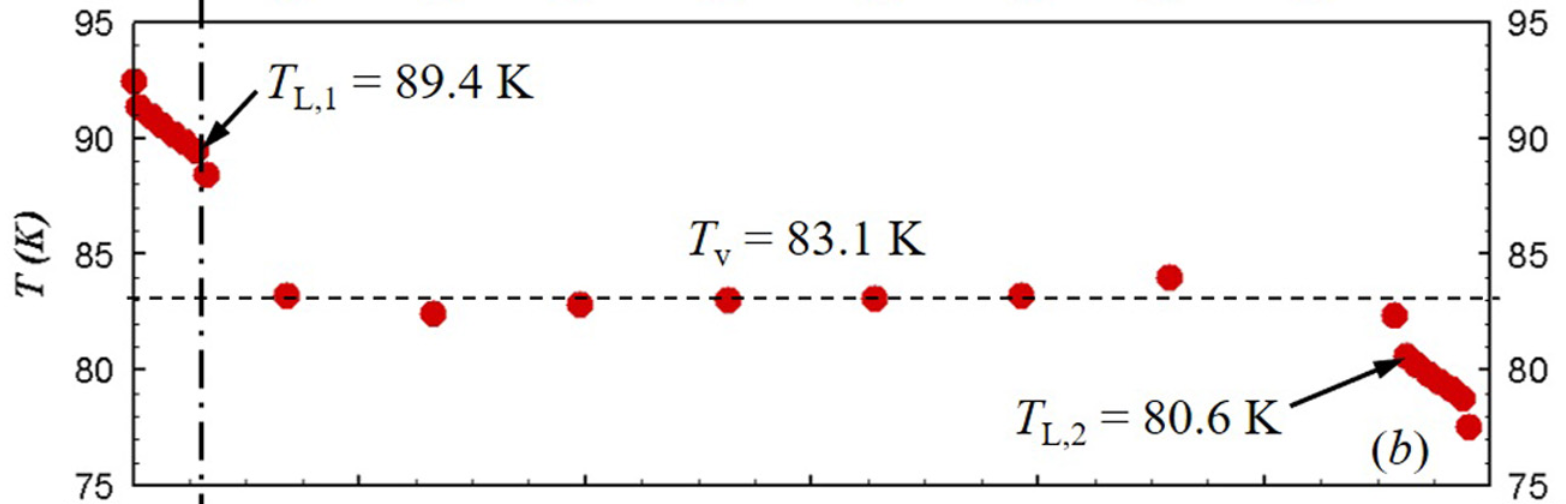 95
95
T_L,1 = 89.4 K
90
90
T_v = 83.1 K
85
85
T (K)
80
80
T_L,2 = 80.6 K
(b)
75
75